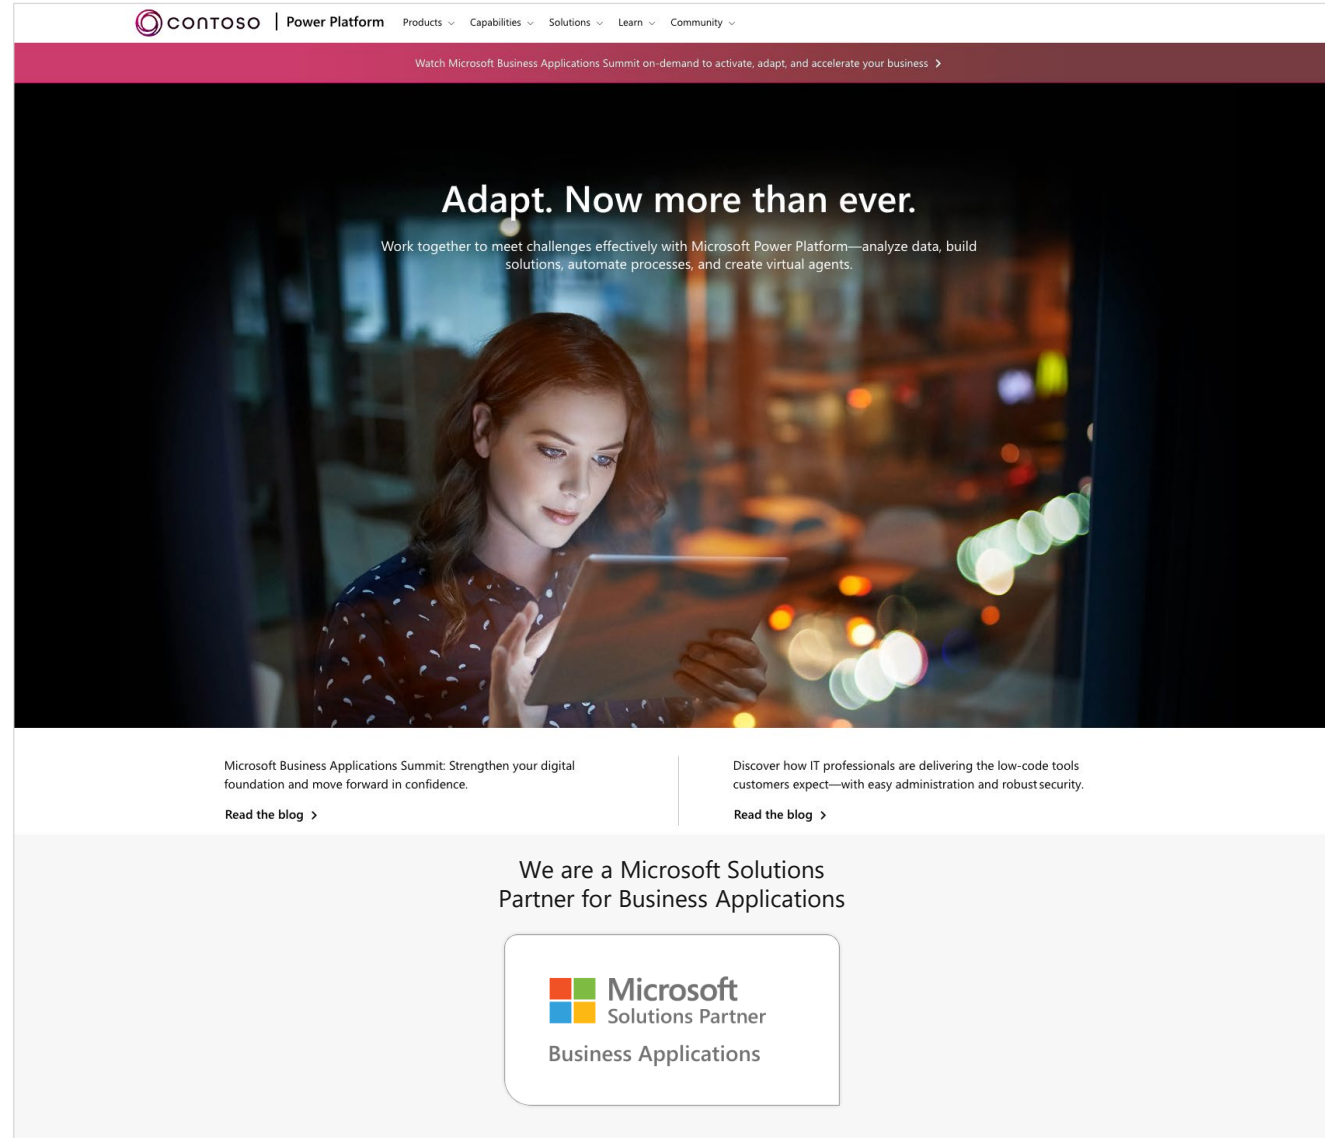 CONTOSO | Power Platform Products Capabilities Solutions Learn Community
Watch Microsoft Business Applications Summit on-demand to activate, adapt, and accelerate your business
Adapt. Now more than ever.
Work together to meet challenges effectively with Microsoft Power Platform—analyze data, build
solutions, automate processes, and create virtual agents.
Microsoft Business Applications Summit: Strengthen your digital
foundation and move forward in confidence.
Read the blog
Discover how IT professionals are delivering the low-code tools
customers expect—with easy administration and robust security.
Read the blog
We are a Microsoft Solutions
Partner for Business Applications
Microsoft
Solutions Partner
Business Applications